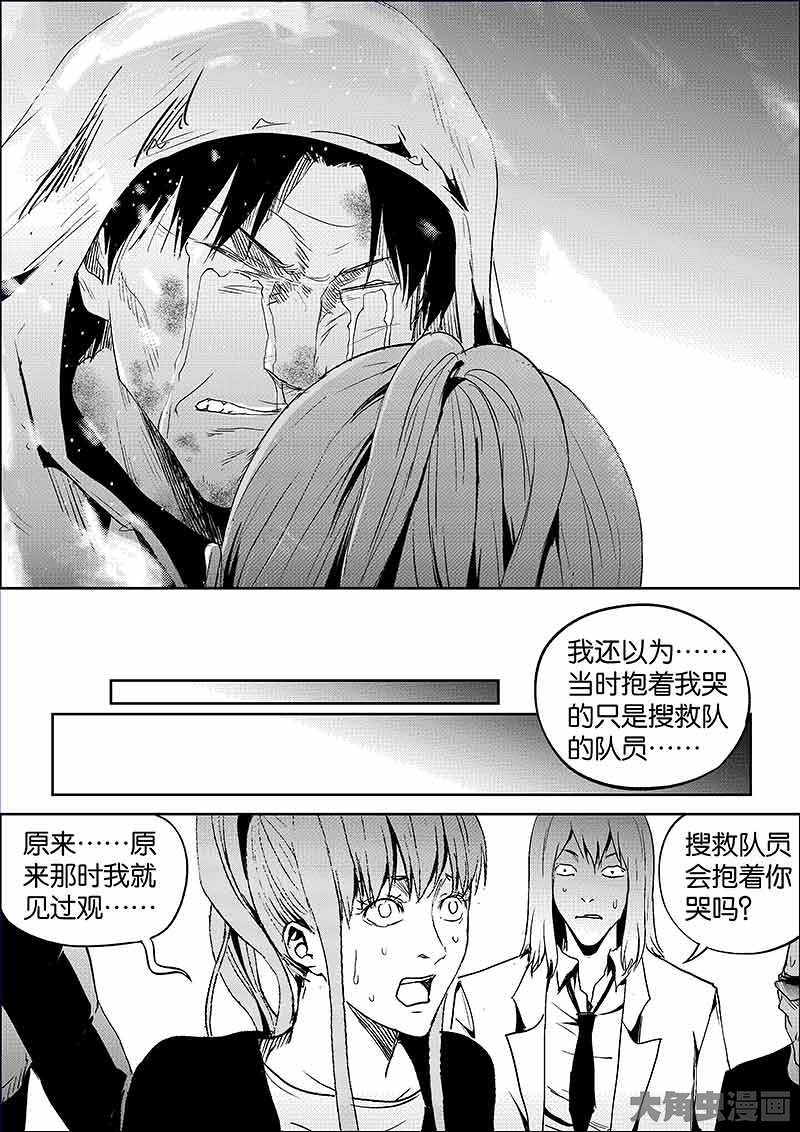 我还以为……
当时抱着我哭
的只是搜救队
的队员……
原来……原
来那时我就
见过观……
搜救队员
会抱着你
哭吗？
大角虫漫画